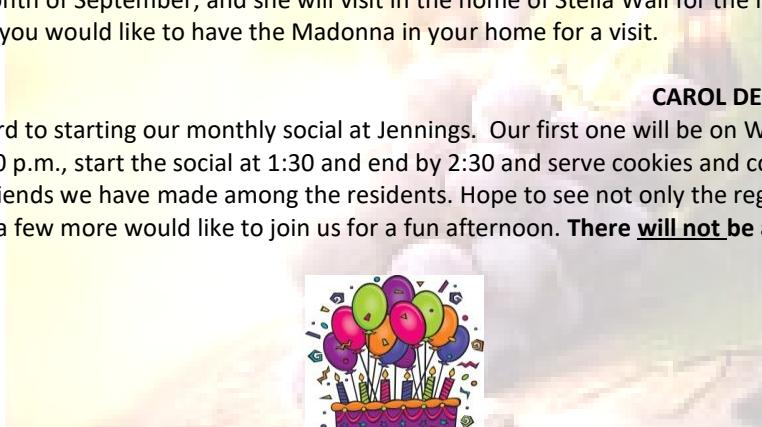 of September, and she will visit in the home of Stella Wall for the
you would like to have the Madonna in your home for a visit.
CAROL DE
rd to starting our monthly social at Jennings. Our first one will be on W
0 p.m., start the social at 1:30 and end by 2:30 and serve cookies and co
iends we have made among the residents. Hope to see not only the reg
a few more would like to join us for a fun afternoon. There will not be